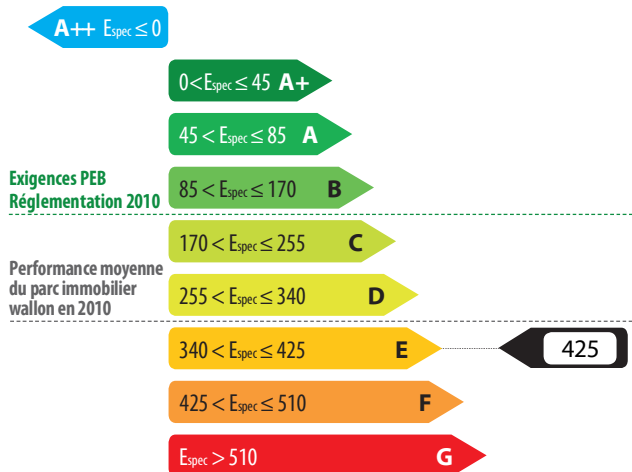 A++ Espec ≤ 0
0 < Espec ≤ 45 A+
45 < Espec ≤ 85 A
Exigences PEB
Réglementation 2010
85 < Espec ≤ 170 B
170 < Espec ≤ 255 C
Performance moyenne
du parc immobilier
wallon en 2010
255 < Espec ≤ 340 D
340 < Espec ≤ 425 E
425
425 < Espec ≤ 510 F
Espec > 510 G